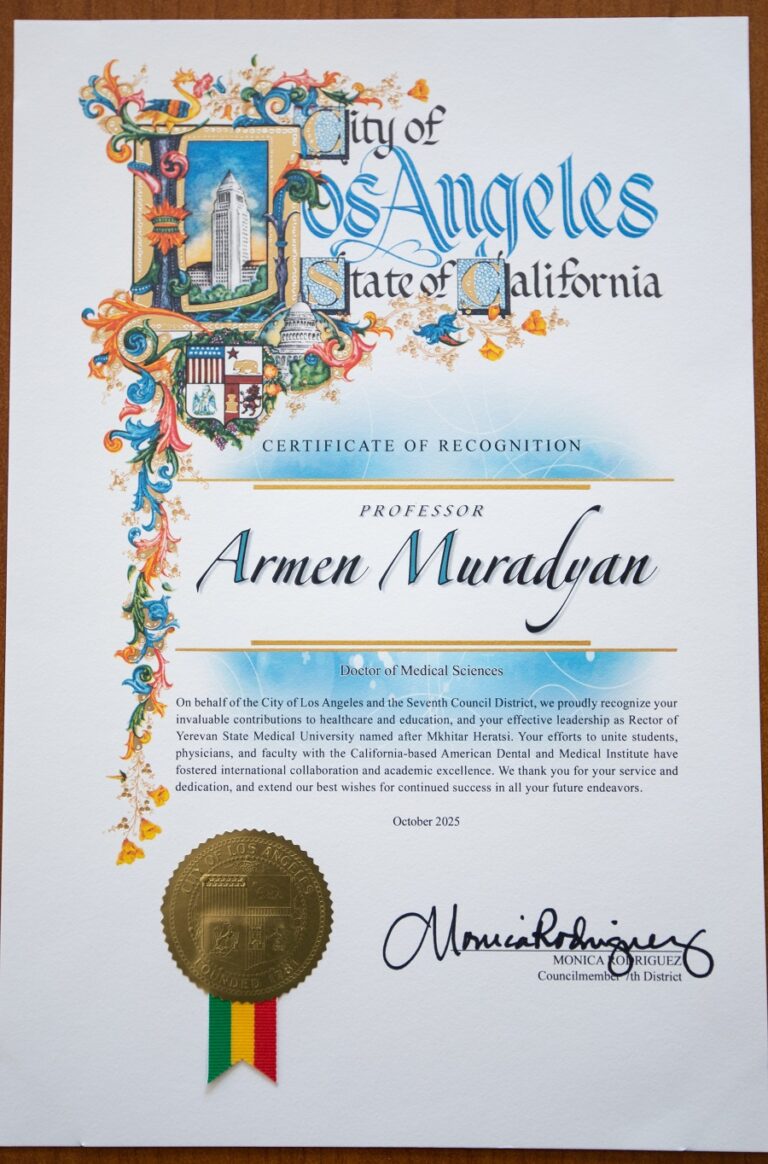 City of
Los Angeles
State of California
CERTIFICATE OF RECOGNITION
PROFESSOR
Armen Muradyan
Doctor of Medical Sciences
On behalf of the City of Los Angeles and the Seventh Council District, we proudly recognize your
invaluable contributions to healthcare and education, and your effective leadership as Rector of
Yerevan State Medical University named after Mkhitar Heratsi. Your efforts to unite students,
physicians, and faculty with the California-based American Dental and Medical Institute have
fostered international collaboration and academic excellence. We thank you for your service and
dedication, and extend our best wishes for continued success in all your future endeavors.
October 2025
CITY OF LOS ANGELES
FOUNDED 1781
Monica Rodriguez
MONICA RODRIGUEZ
Councilmember 7th District